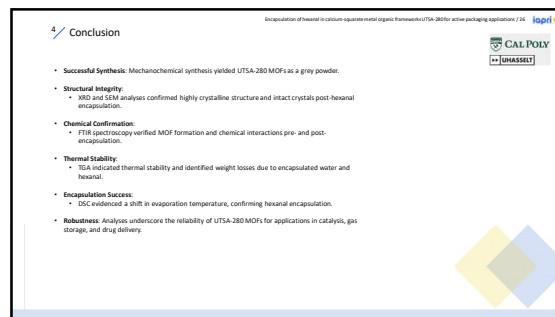 Encapsulation of hexanal in calcium-squarate metal organic frameworks UTSA-280 for active packaging applications / 26
iapri
4/ Conclusion
CAL POLY
UHASSELT
• Successful Synthesis: Mechanochemical synthesis yielded UTSA-280 MOFs as a grey powder.
• Structural Integrity:
• XRD and SEM analyses confirmed highly crystalline structure and intact crystals post-hexanal
encapsulation.
• Chemical Confirmation:
• FTIR spectroscopy verified MOF formation and chemical interactions pre- and post-
encapsulation.
• Thermal Stability:
• TGA indicated thermal stability and identified weight losses due to encapsulated water and
hexanal.
• Encapsulation Success:
• DSC evidenced a shift in evaporation temperature, confirming hexanal encapsulation.
• Robustness: Analyses underscore the reliability of UTSA-280 MOFs for applications in catalysis, gas
storage, and drug delivery.